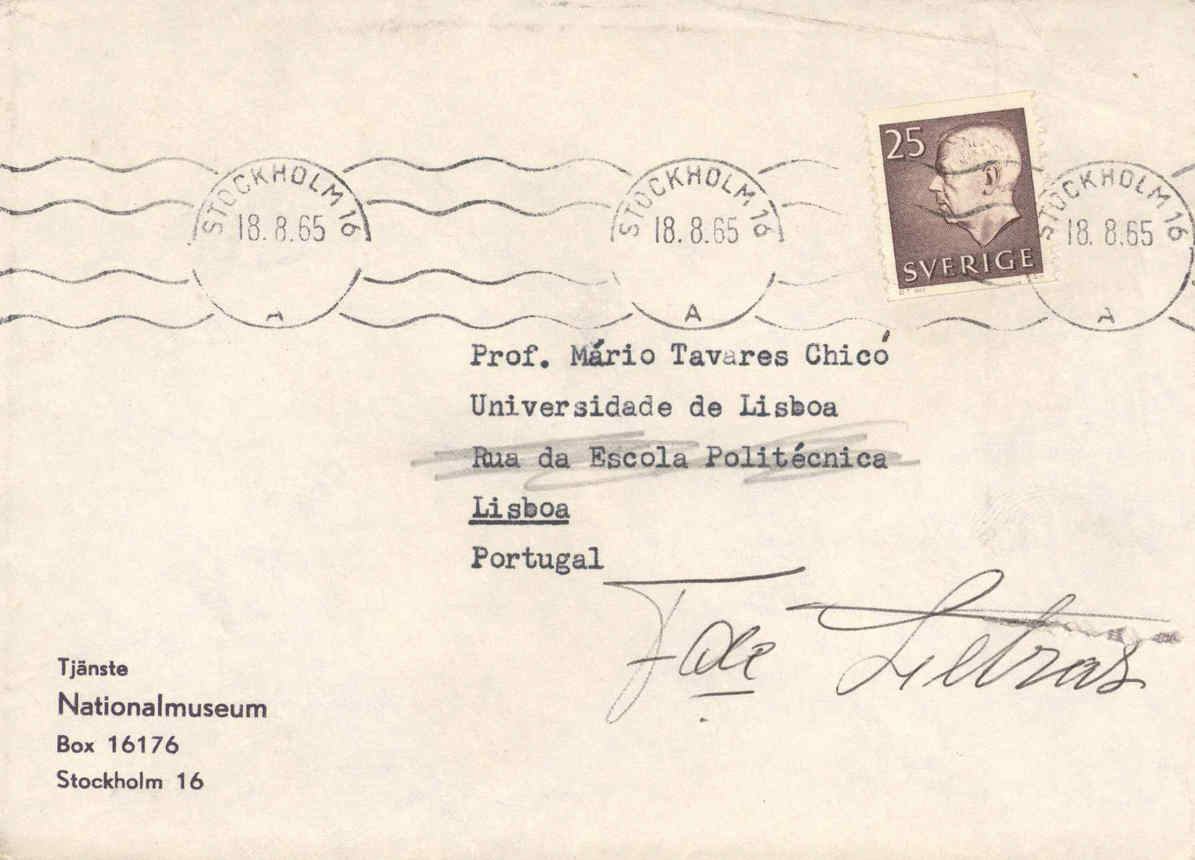 STOCKHOLM 16
18.8.65
A
STOCKHOLM 16
18.8.65
A
25
SVERIGE
STOCKHOLM 16
18.8.65
A
Prof. Mário Tavares Chicó
Universidade de Lisboa
Rua da Escola Politécnica
Lisboa
Portugal
F de Letras
Tjänste
Nationalmuseum
Box 16176
Stockholm 16